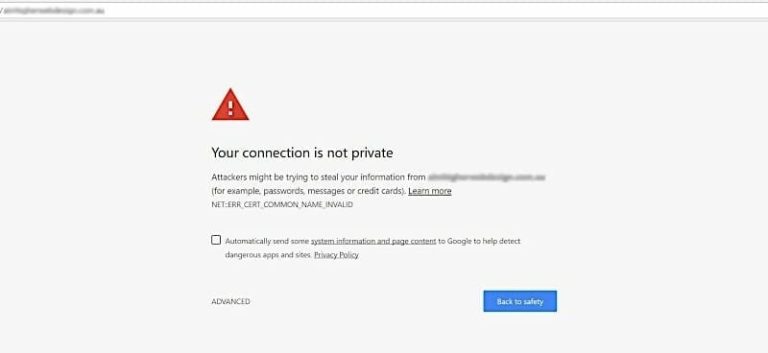 Your connection is not private
Attackers might be trying to steal your information from
(for example, passwords, messages or credit cards). Learn more
NET:ERR_CERT_COMMON_NAME_INVALID
Automatically send some system information and page content to Google to help detect
dangerous apps and sites. Privacy Policy
ADVANCED
Back to safety